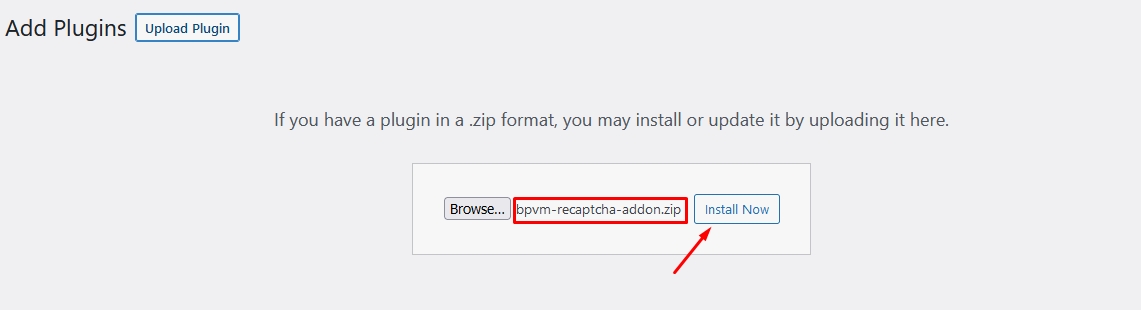 Add Plugins Upload Plugin
If you have a plugin in a .zip format, you may install or update it by uploading it here.
Browse... bpvm-recaptcha-addon.zip Install Now